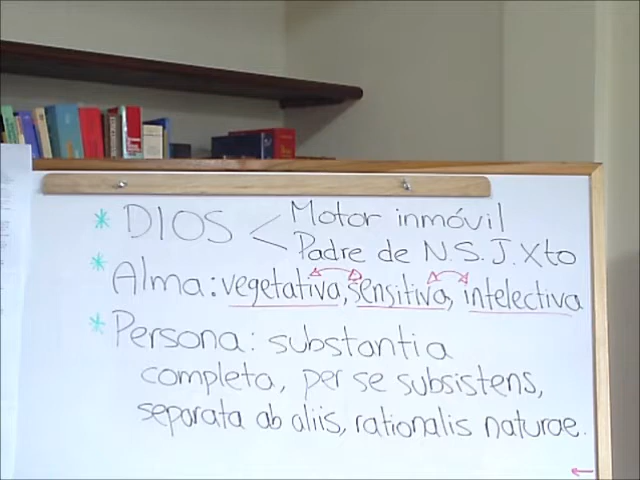 * DIOS < Motor inmóvil
Padre de N.S.J.Xto
* Alma: vegetativa, sensitiva, intelectiva
* Persona: substantia
completa, per se subsistens,
separata ab aliis, rationalis naturae.